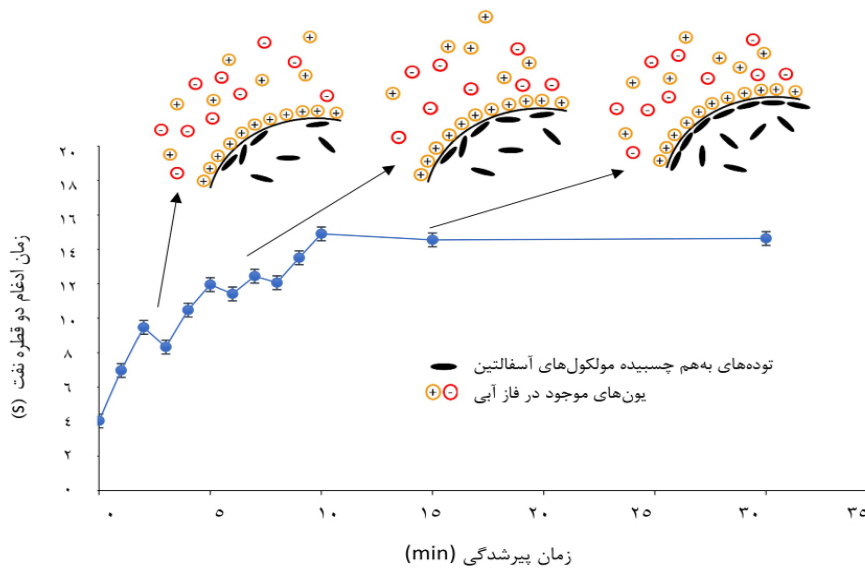 ۲۰
۱۸
۱۶
۱۴
۱۲
۱۰
۸
۶
۴
۲
۰
زمان ادغام دو قطره نفت (S)
توده‌های به‌هم چسبیده مولکول‌های آسفالتین
یون‌های موجود در فاز آبی
۰ ۵ ۱۰ ۱۵ ۲۰ ۲۵ ۳۰ ۳۵
زمان پیرشدگی (min)